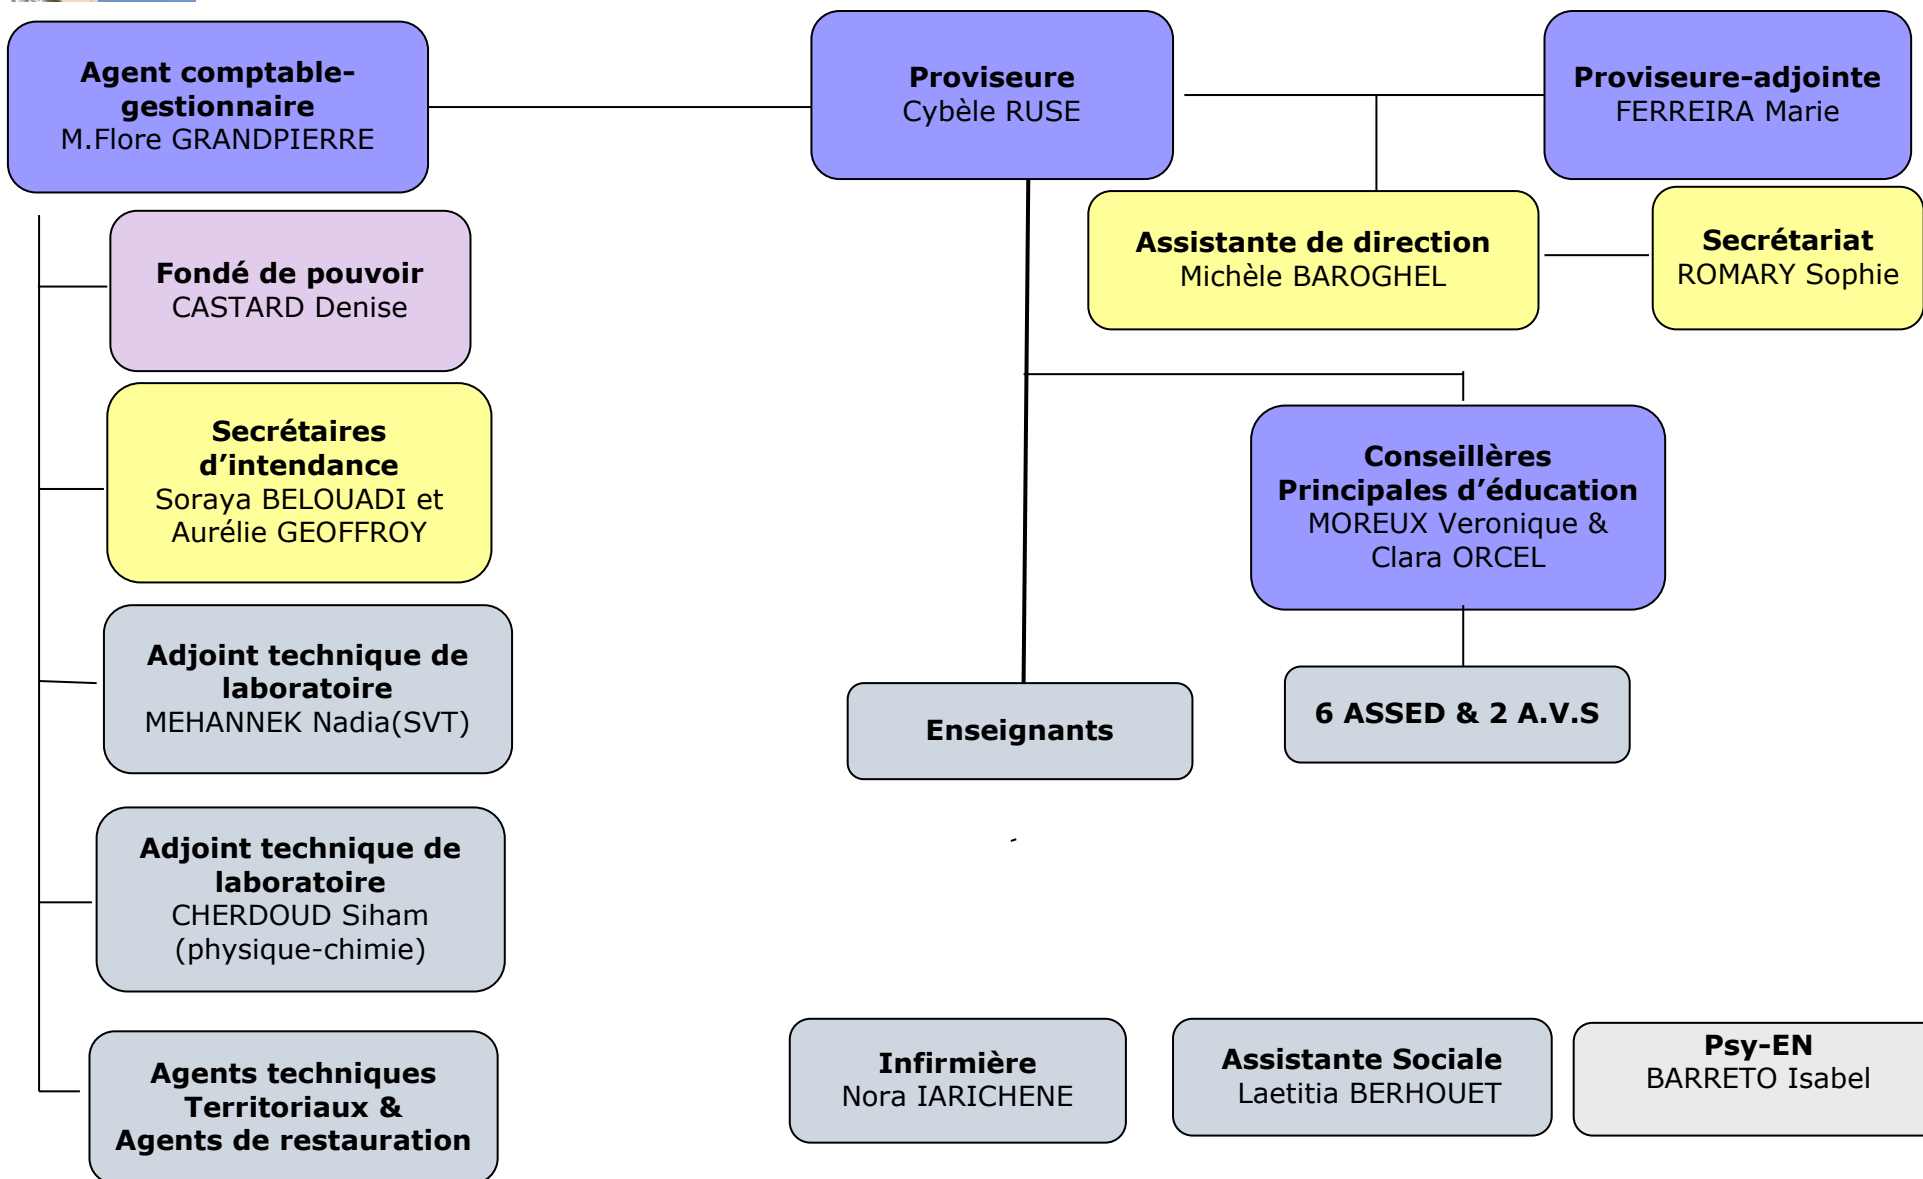 Agent comptable-
gestionnaire
M.Flore GRANDPIERRE
Proviseure
Cybèle RUSE
Proviseure-adjointe
FERREIRA Marie
Fondé de pouvoir
CASTARD Denise
Assistante de direction
Michèle BAROGHEL
Secrétariat
ROMARY Sophie
Secrétaires
d’intendance
Soraya BELOUADI et
Aurélie GEOFFROY
Conseillères
Principales d’éducation
MOREUX Veronique &
Clara ORCEL
Adjoint technique de
laboratoire
MEHANNEK Nadia(SVT)
Enseignants
6 ASSED & 2 A.V.S
Adjoint technique de
laboratoire
CHERDOUD Siham
(physique-chimie)
Agents techniques
Territoriaux &
Agents de restauration
Infirmière
Nora IARICHENE
Assistante Sociale
Laetitia BERHOUET
Psy-EN
BARRETO Isabel